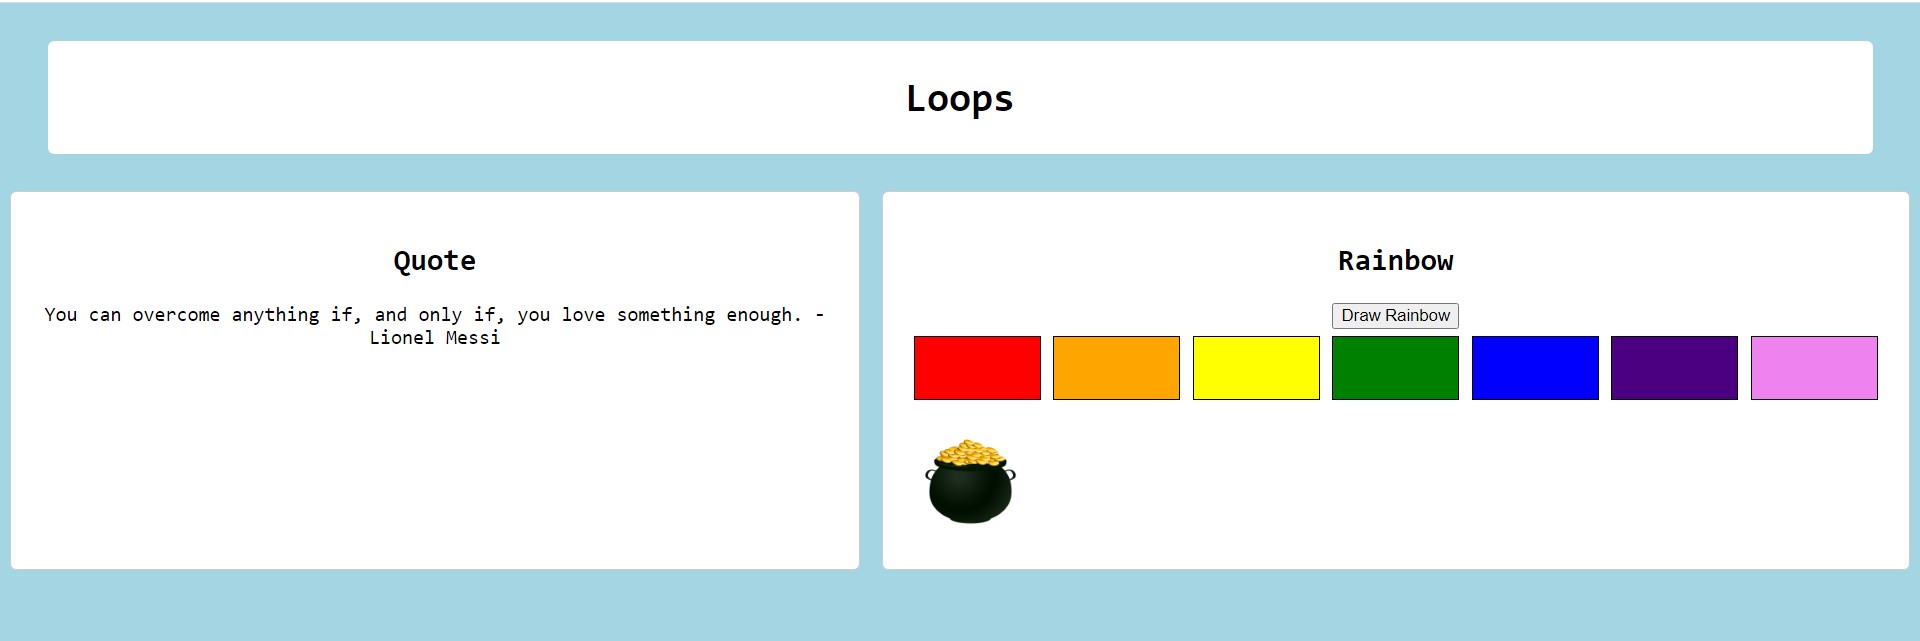 Loops
Quote
You can overcome anything if, and only if, you love something enough. -
Lionel Messi
Rainbow
Draw Rainbow